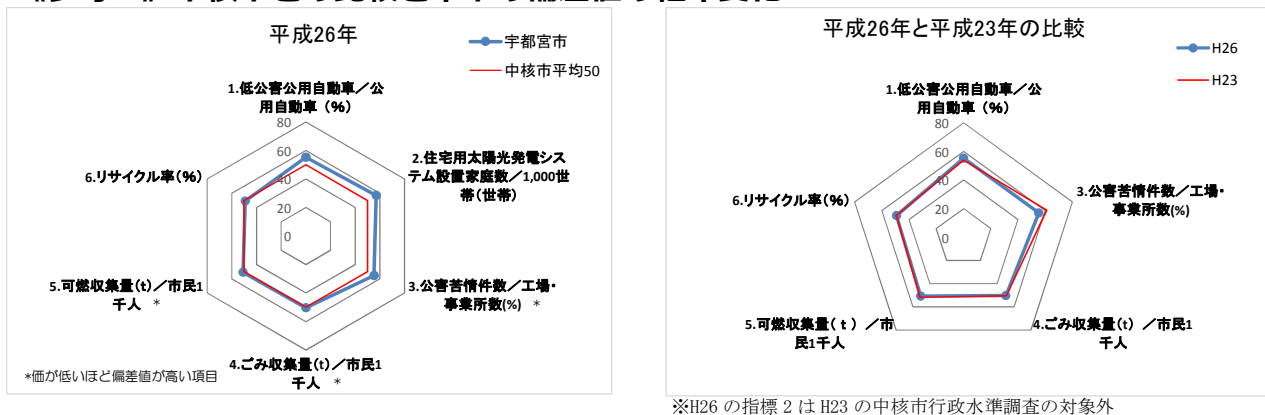 平成26年
宇都宮市
中核市平均50
1.低公害公用自動車／公
用自動車（%）
80
60
40
20
0
2.住宅用太陽光発電シス
テム設置家庭数／1,000世
帯（世帯）
6.リサイクル率(%)
5.可燃収集量(t)／市民1
千人 *
3.公害苦情件数／工場・
事業所数(%) *
4.ごみ収集量(t)／市民1
千人 *
*価が低いほど偏差値が高い項目
平成26年と平成23年の比較
H26
H23
1.低公害公用自動車／公
用自動車（%）
80
60
40
20
0
6.リサイクル率(%)
3.公害苦情件数／工場・
事業所数(%)
5.可燃収集量(ｔ) ／市
民1千人
4.ごみ収集量(t) ／市民1
千人
※H26 の指標 2 は H23 の中核市行政水準調査の対象外